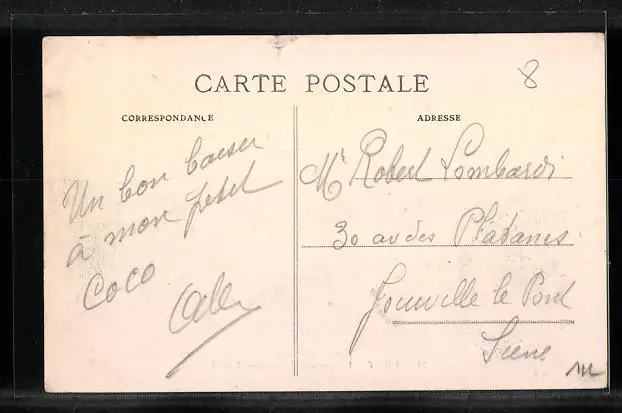 CARTE POSTALE
8
CORRESPONDANCE
ADRESSE
Un bon baiser
à mon petit
Coco
Mr Robert Lombardi
30 av des Platanes
Joinville le Pont
Seine